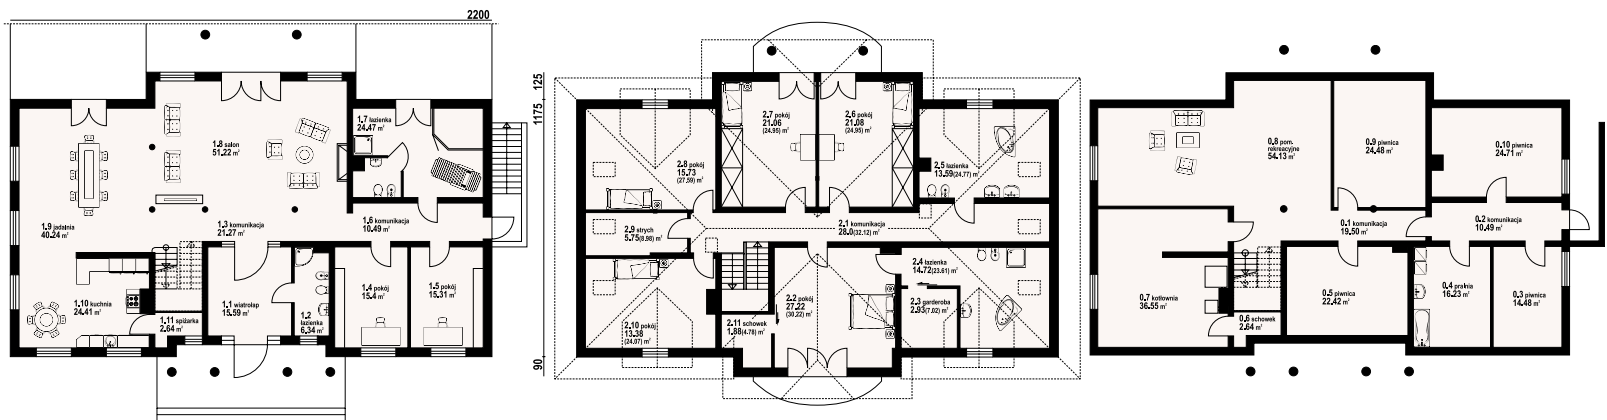 2200
1.7 łazienka
24.47 m²
1.8 salon
51.22 m²
1.9 jadalnia
40.24 m²
1.3 komunikacja
21.27 m²
1.6 komunikacja
10.49 m²
1.10 kuchnia
24.41 m²
1.11 spiżarka
2.64 m²
1.1 wiatrołap
15.59 m²
1.2
łazienka
6.34 m²
1.4 pokój
15.4 m²
1.5 pokój
15.31 m²
125
1175
90
2.7 pokój
21.06
(24.95) m²
2.6 pokój
21.08
(24.95) m²
2.8 pokój
15.73
(27.59) m²
2.5 łazienka
13.59(24.77) m²
2.9 strych
5.75(8.98) m²
2.1 komunikacja
28.0(32.12) m²
2.4 łazienka
14.72(23.61) m²
2.2 pokój
27.22
(30.22) m²
2.3 garderoba
2.93(7.02) m²
2.10 pokój
13.38
(24.07) m²
2.11 schowek
1.88(4.78) m²
0.8 pom.
rekreacyjne
54.13 m²
0.9 piwnica
24.48 m²
0.10 piwnica
24.71 m²
0.1 komunikacja
19.50 m²
0.2 komunikacja
10.49 m²
0.7 kotłownia
36.55 m²
0.6 schowek
2.64 m²
0.5 piwnica
22.42 m²
0.4 pralnia
16.23 m²
0.3 piwnica
14.48 m²